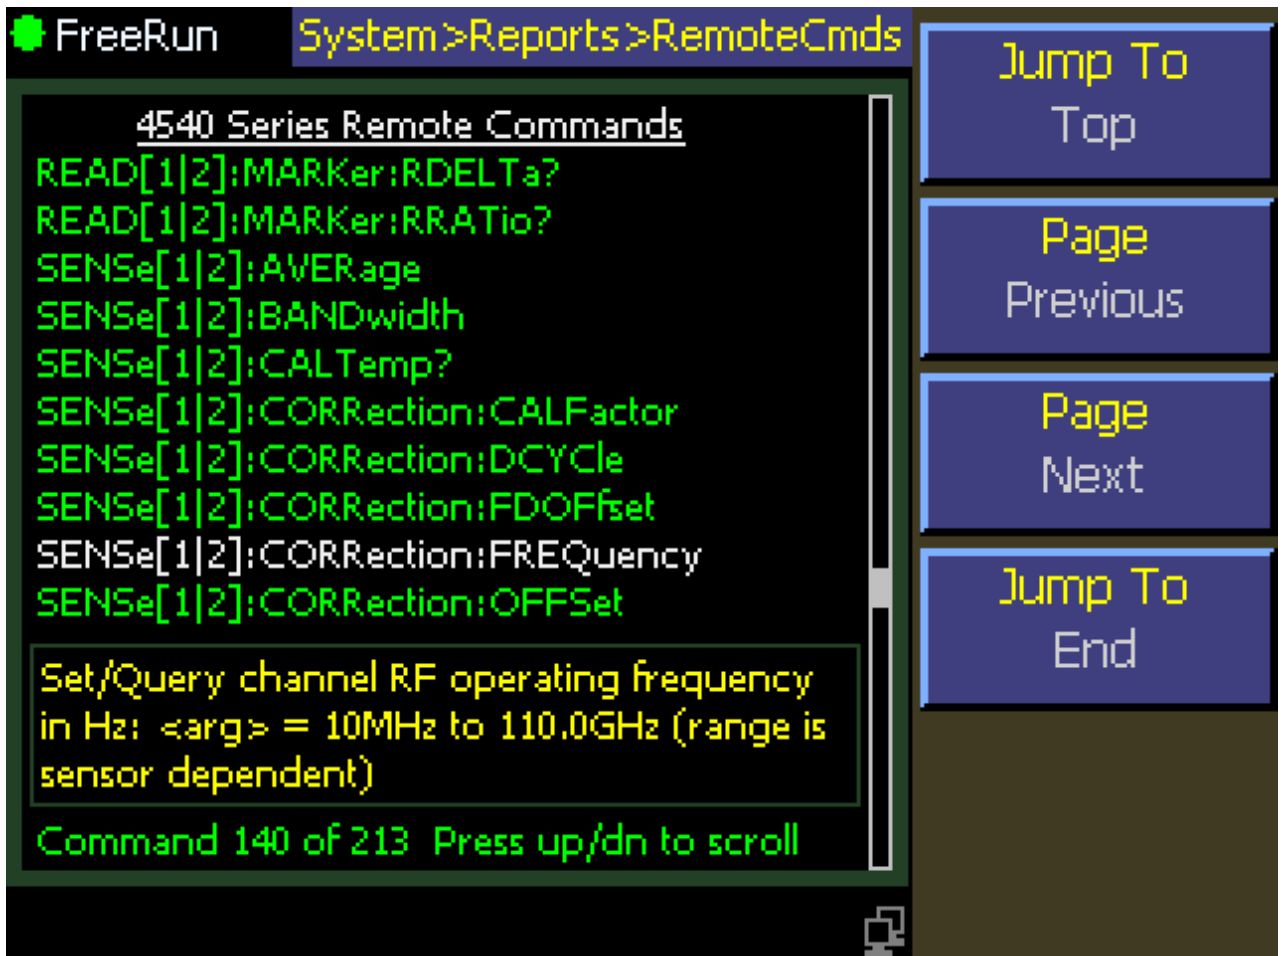 FreeRun
System>Reports>RemoteCmds
4540 Series Remote Commands
READ[1|2]:MARKer:RDELTa?
READ[1|2]:MARKer:RRATio?
SENSe[1|2]:AVERage
SENSe[1|2]:BANDwidth
SENSe[1|2]:CALTemp?
SENSe[1|2]:CORRection:CALFactor
SENSe[1|2]:CORRection:DCYCle
SENSe[1|2]:CORRection:FDOFfset
SENSe[1|2]:CORRection:FREQuency
SENSe[1|2]:CORRection:OFFSet
Set/Query channel RF operating frequency
in Hz: <arg> = 10MHz to 110.0GHz (range is
sensor dependent)
Command 140 of 213 Press up/dn to scroll
Jump To
Top
Page
Previous
Page
Next
Jump To
End